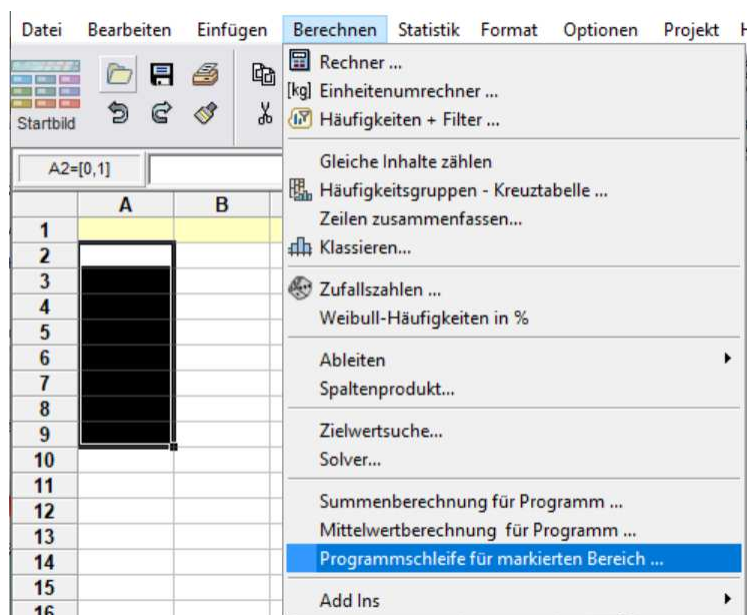 Datei Bearbeiten Einfügen Berechnen Statistik Format Optionen Projekt
Startbild
A2=[0,1]
A B
1
2
3
4
5
6
7
8
9
10
11
12
13
14
15
16
Rechner ...
[kg] Einheitenumrechner ...
Häufigkeiten + Filter ...
Gleiche Inhalte zählen
Häufigkeitsgruppen - Kreuztabelle ...
Zeilen zusammenfassen...
Klassieren...
Zufallszahlen ...
Weibull-Häufigkeiten in %
Ableiten
Spaltenprodukt...
Zielwertsuche...
Solver...
Summenberechnung für Programm ...
Mittelwertberechnung für Programm ...
Programmschleife für markierten Bereich ...
Add Ins